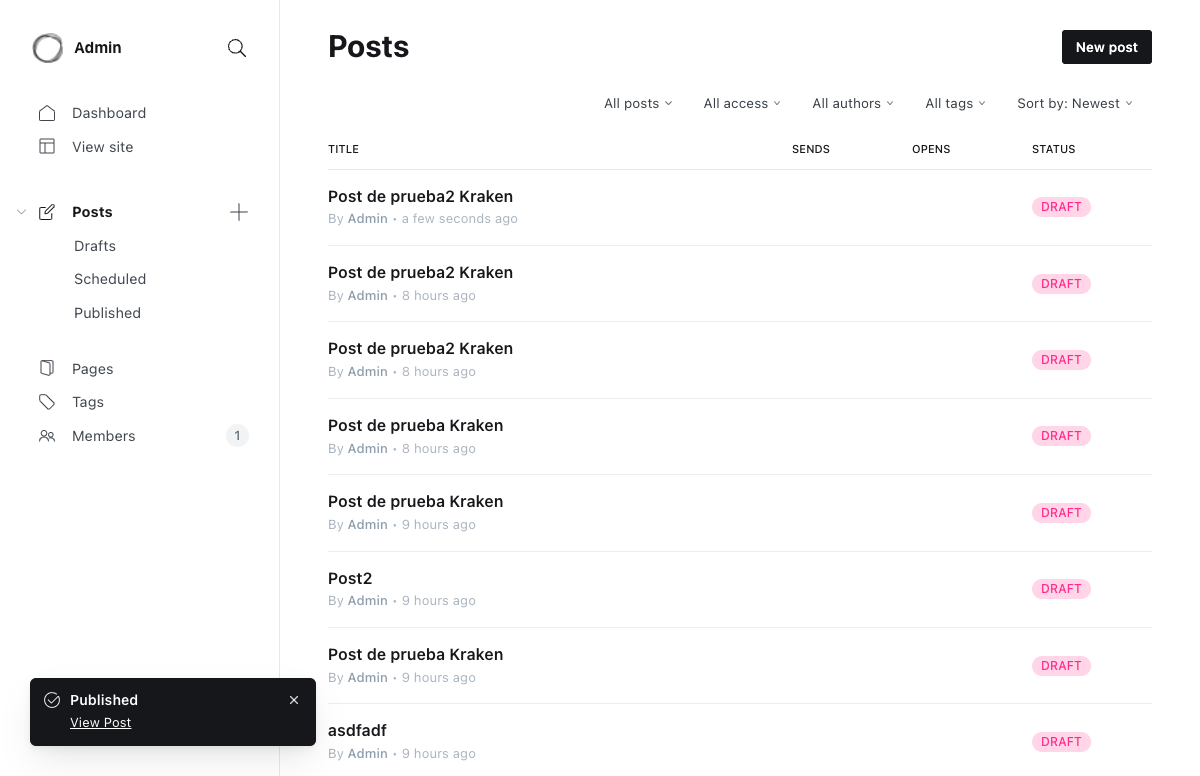 Admin
Dashboard
View site
Posts
Drafts
Scheduled
Published
Pages
Tags
Members 1
Published
View Post
Posts
New post
All posts All access All authors All tags Sort by: Newest
TITLE SENDS OPENS STATUS
Post de prueba2 Kraken
By Admin • a few seconds ago
DRAFT
Post de prueba2 Kraken
By Admin • 8 hours ago
DRAFT
Post de prueba2 Kraken
By Admin • 8 hours ago
DRAFT
Post de prueba Kraken
By Admin • 8 hours ago
DRAFT
Post de prueba Kraken
By Admin • 9 hours ago
DRAFT
Post2
By Admin • 9 hours ago
DRAFT
Post de prueba Kraken
By Admin • 9 hours ago
DRAFT
asdfadf
By Admin • 9 hours ago
DRAFT